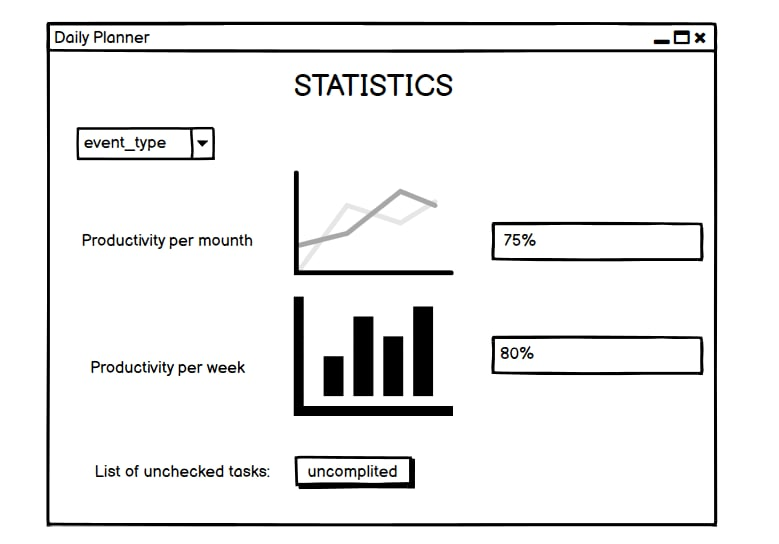 Daily Planner
STATISTICS
event_type
Productivity per mounth
75%
Productivity per week
80%
List of unchecked tasks:
uncomplited